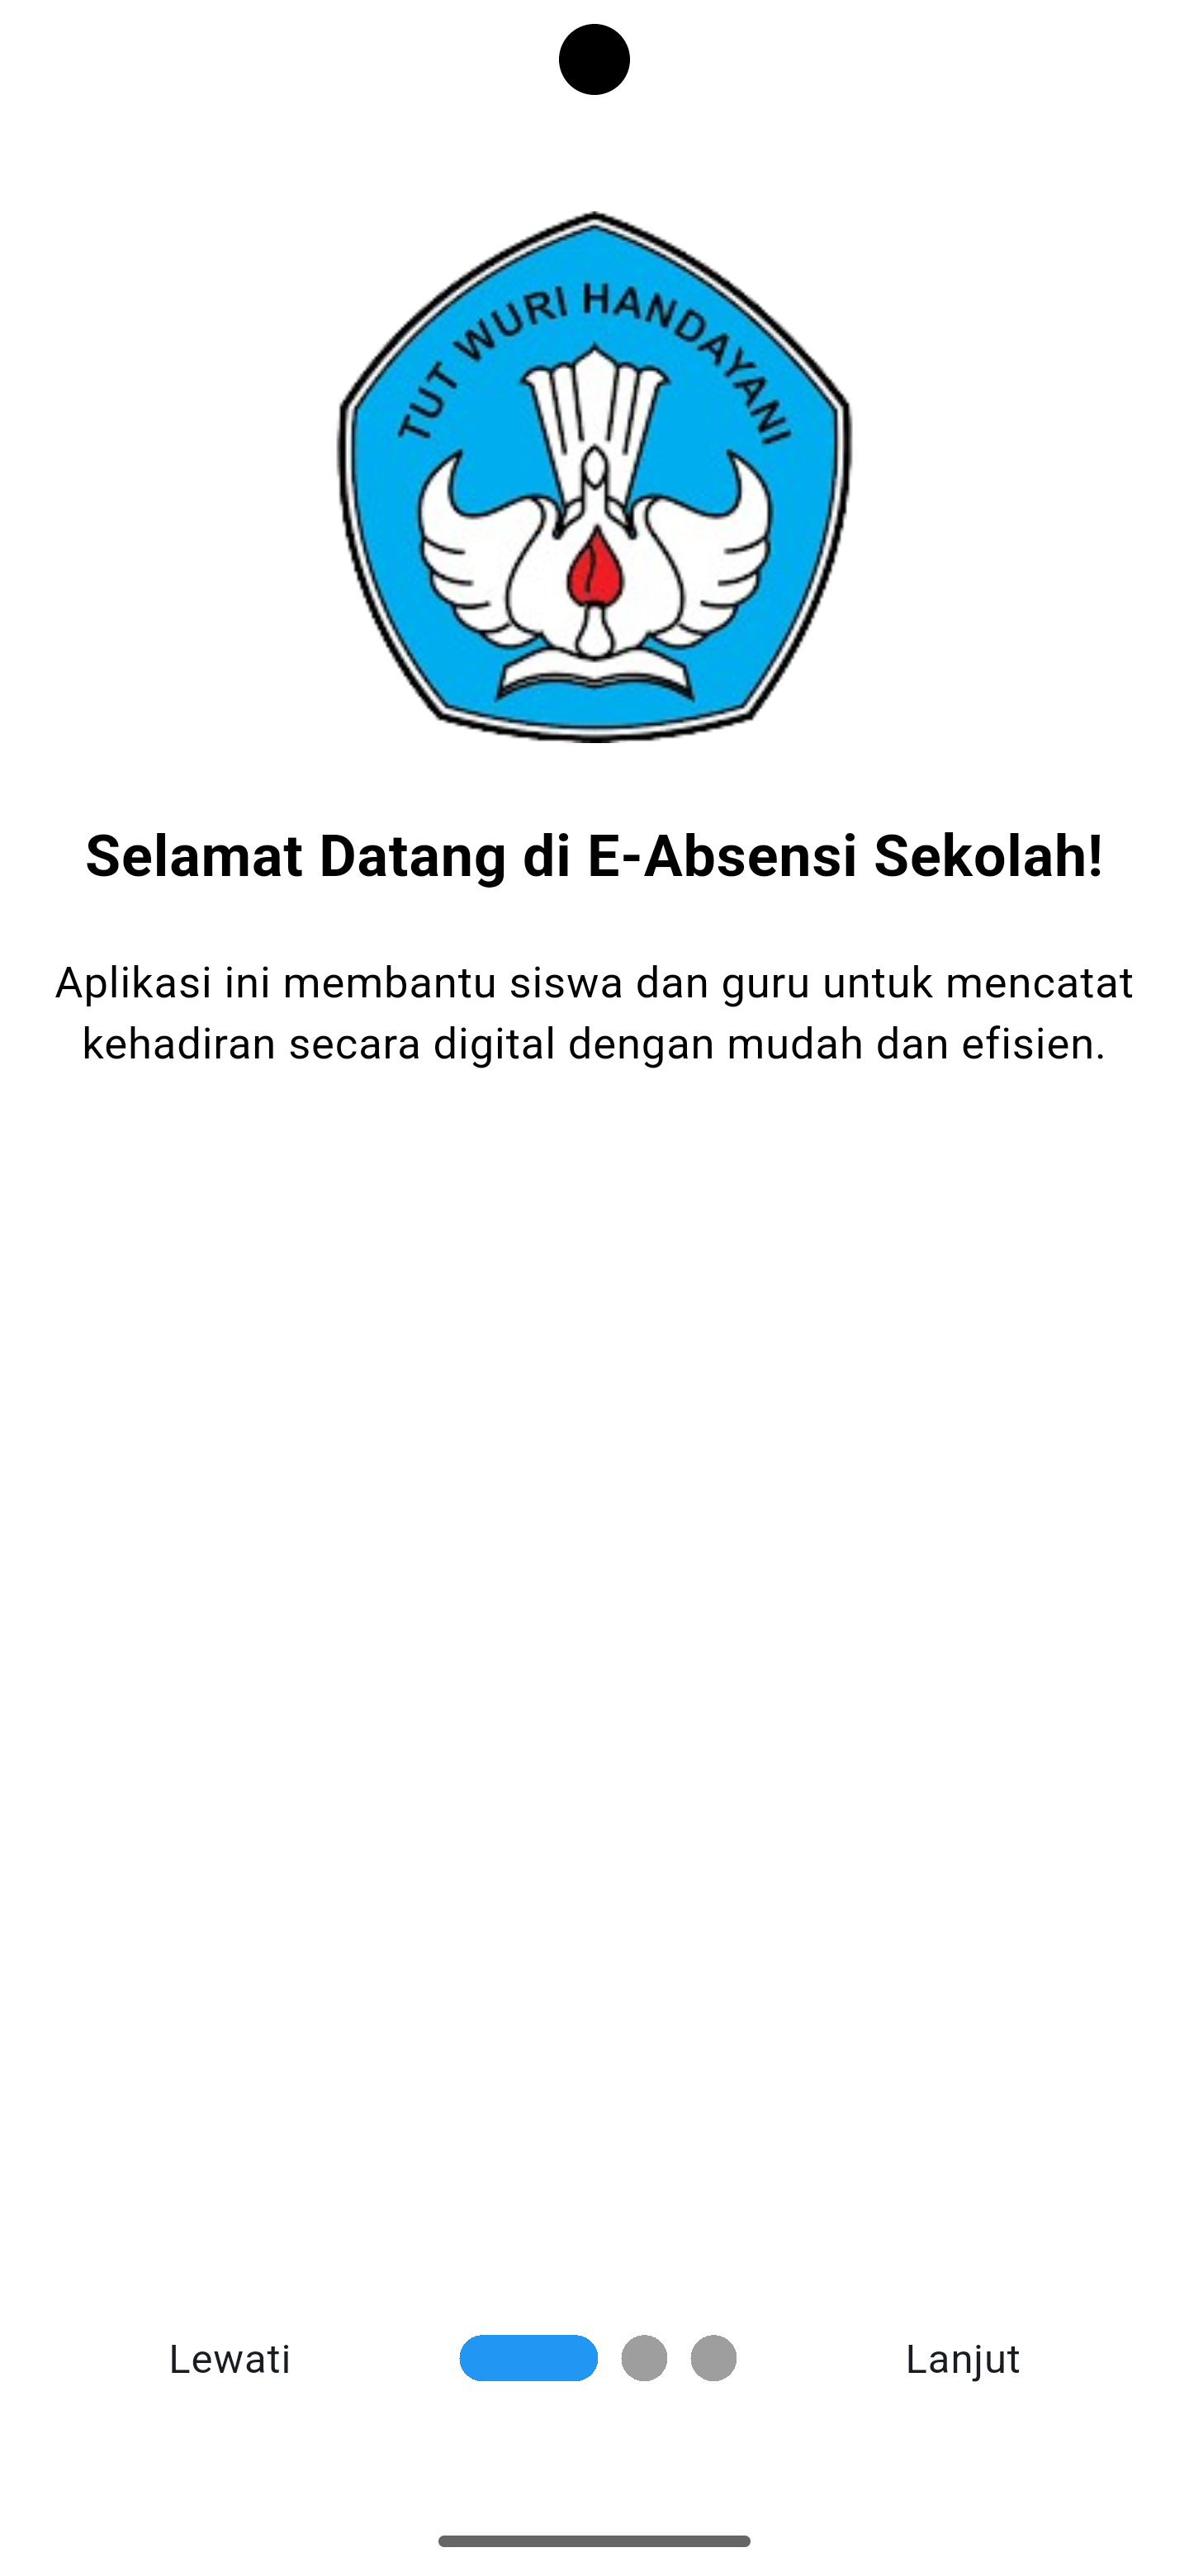 TUT WURI HANDAYANI
Selamat Datang di E-Absensi Sekolah!
Aplikasi ini membantu siswa dan guru untuk mencatat
kehadiran secara digital dengan mudah dan efisien.
Lewati
Lanjut